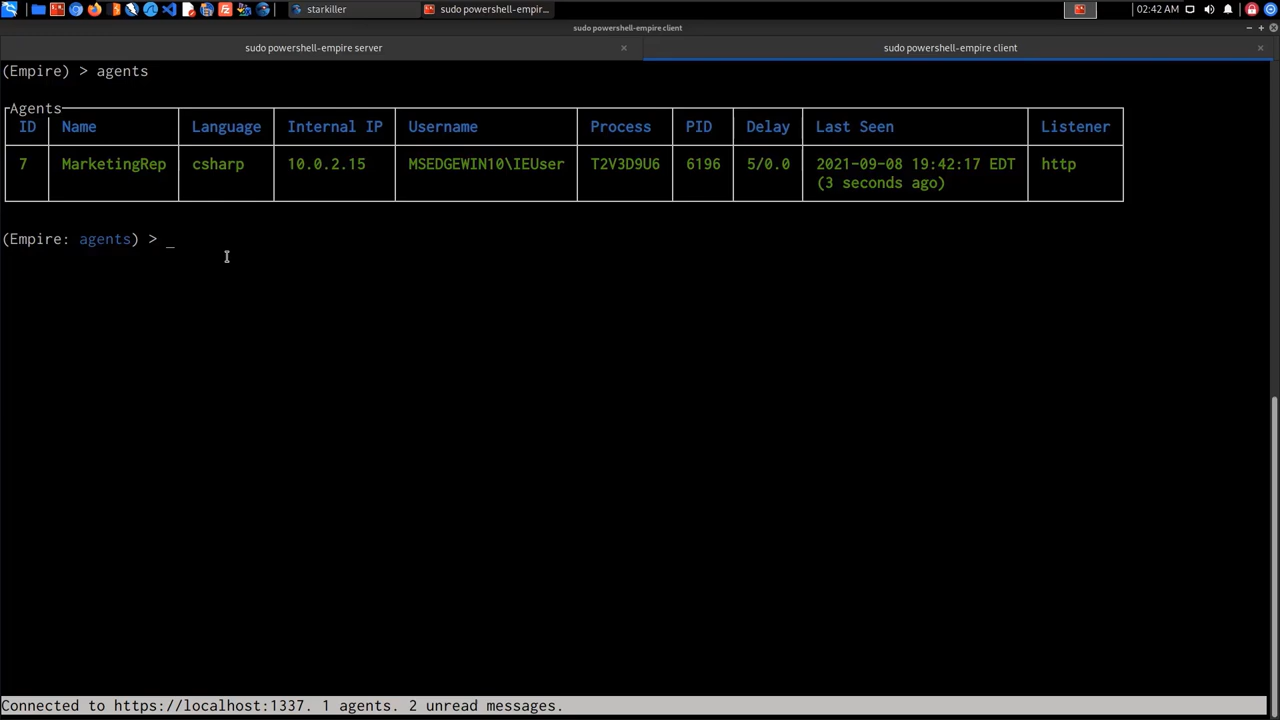 starkiller sudo powershell-empir... 02:42 AM
sudo powershell-empire client
sudo powershell-empire server sudo powershell-empire client
(Empire) > agents
Agents
ID Name Language Internal IP Username Process PID Delay Last Seen Listener
7 MarketingRep csharp 10.0.2.15 MSEDGEWIN10\IEUser T2V3D9U6 6196 5/0.0 2021-09-08 19:42:17 EDT http
(3 seconds ago)
(Empire: agents) > _
Connected to https://localhost:1337. 1 agents. 2 unread messages.